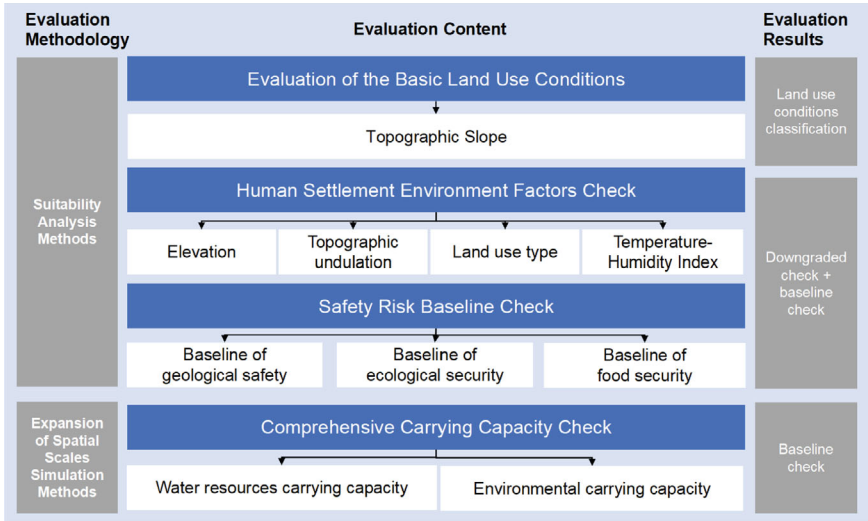 Evaluation
Methodology
Evaluation Content
Evaluation
Results
Suitability
Analysis
Methods
Evaluation of the Basic Land Use Conditions
Topographic Slope
Land use
conditions
classification
Human Settlement Environment Factors Check
Elevation
Topographic
undulation
Land use type
Temperature-
Humidity Index
Safety Risk Baseline Check
Baseline of
geological safety
Baseline of
ecological security
Baseline of
food security
Downgraded
check +
baseline
check
Expansion
of Spatial
Scales
Simulation
Methods
Comprehensive Carrying Capacity Check
Water resources carrying capacity
Environmental carrying capacity
Baseline
check